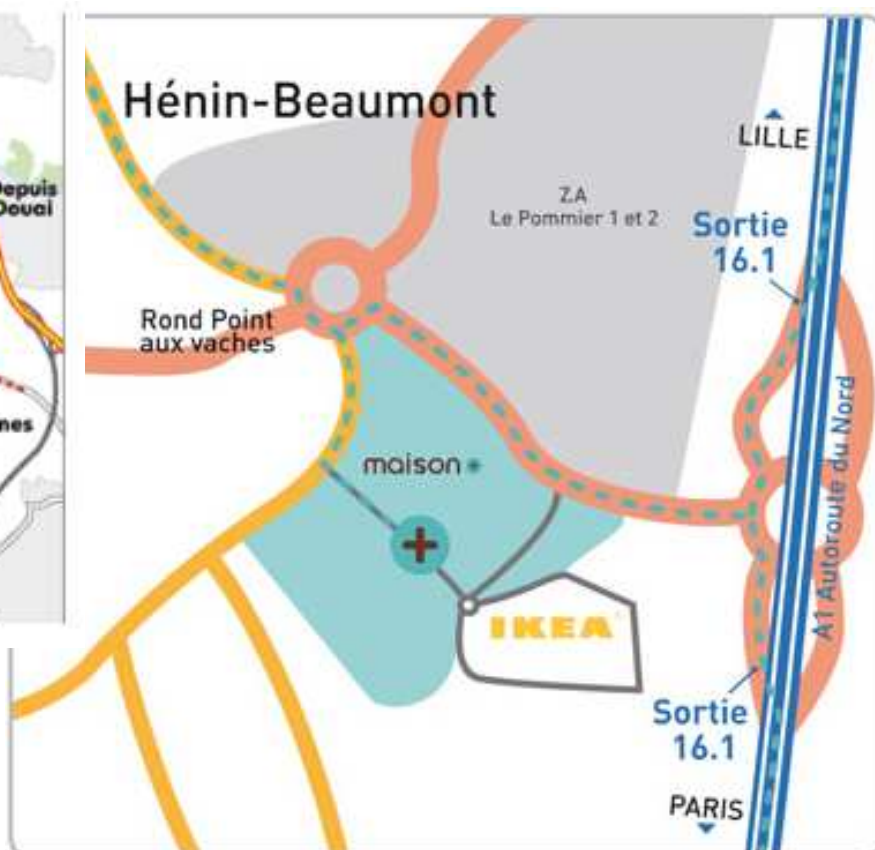 Depuis
Douai
nes
Hénin-Beaumont
LILLE
Z.A
Le Pommier 1 et 2
Sortie
16.1
Rond Point
aux vaches
maison
A1 Autoroute du Nord
IKEA
Sortie
16.1
PARIS